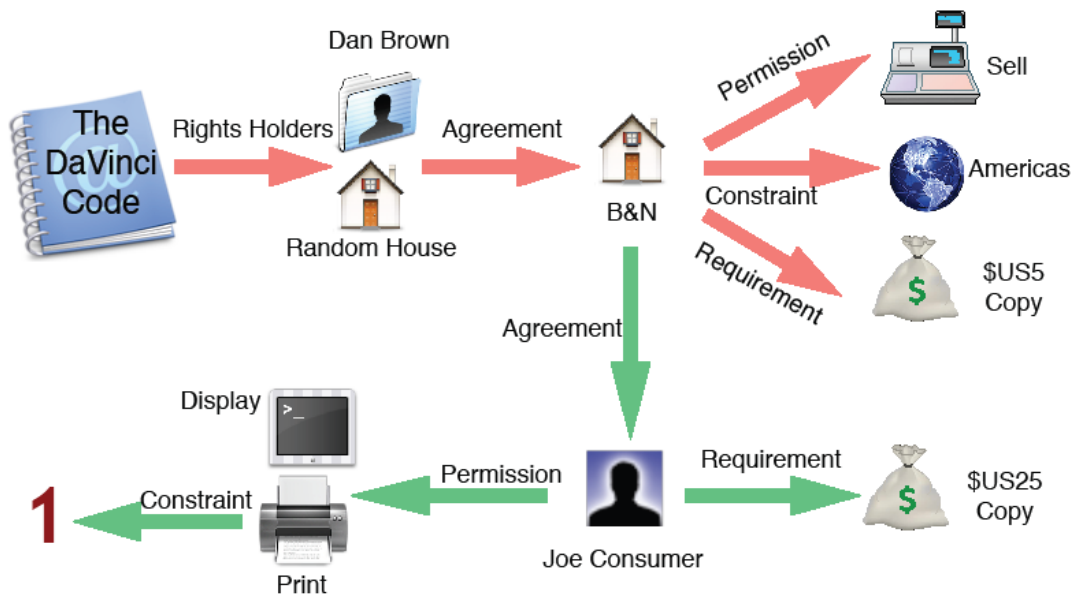 Dan Brown
The
DaVinci
Code
Rights Holders
Agreement
Random House
B&N
Permission
Sell
Constraint
Americas
Requirement
$
$US5
Copy
Agreement
Display
>_
Permission
Requirement
$
$US25
Copy
Constraint
1
Print
Joe Consumer